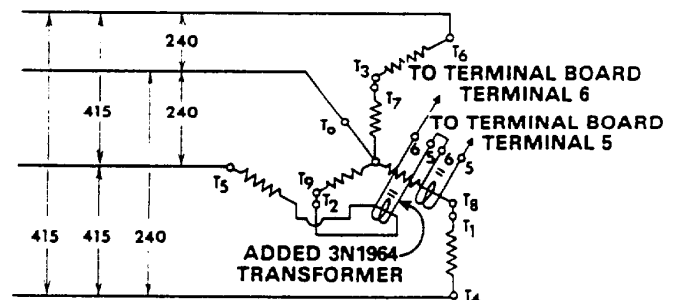 240
T6
T3
TO TERMINAL BOARD
TERMINAL 6
T7
415
240
To
6
TO TERMINAL BOARD
TERMINAL 5
5
6
5
T5
T9
T2
T8
T1
415
415
240
ADDED 3N1964
TRANSFORMER
T4